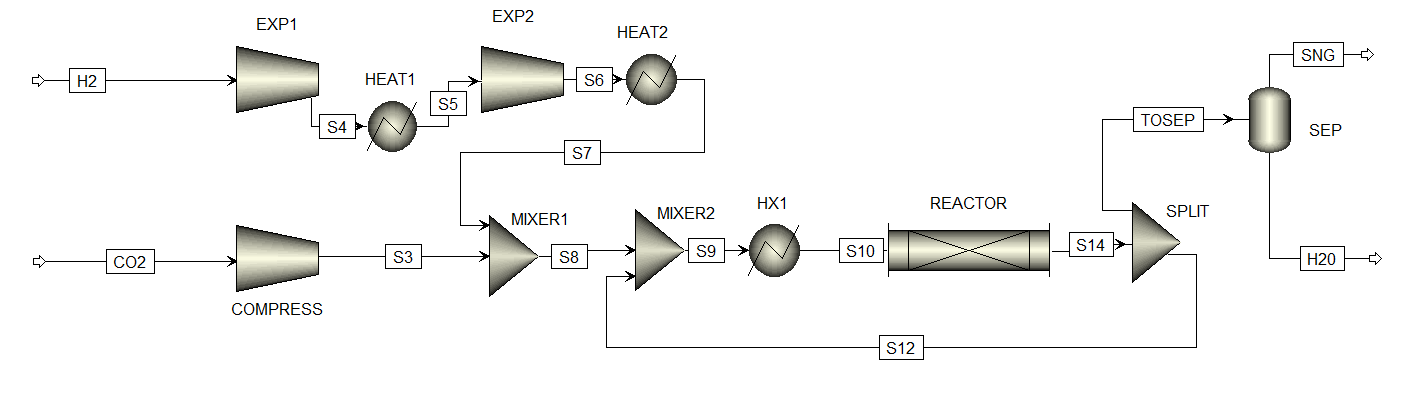 EXP1
EXP2
HEAT2
SNG
H2
HEAT1
S6
S5
S4
TOSEP
SEP
S7
MIXER1
MIXER2
HX1
REACTOR
SPLIT
CO2
S3
S8
S9
S10
S14
H20
COMPRESS
S12